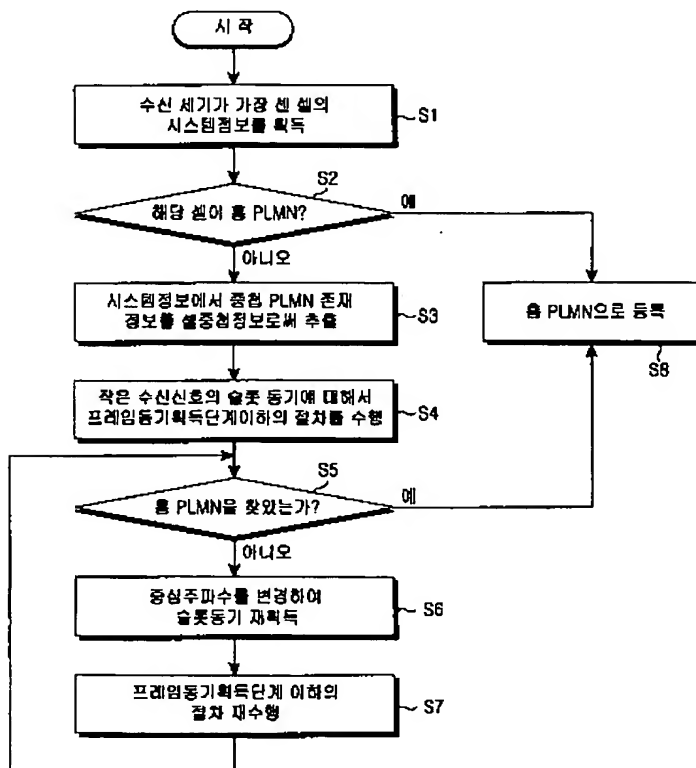 시 작
수신 세기가 가장 센 셀의
시스템정보를 획득
S1
S2
해당 셀이 홈 PLMN?
예
아니오
시스템정보에서 중첩 PLMN 존재
정보를 셀중첩정보로써 추출
S3
홈 PLMN으로 등록
S8
작은 수신신호의 슬롯 동기에 대해서
프레임동기획득단계이하의 절차를 수행
S4
S5
홈 PLMN을 찾았는가?
예
아니오
중심주파수를 변경하여
슬롯동기 재획득
S6
프레임동기획득단계 이하의
절차 재수행
S7